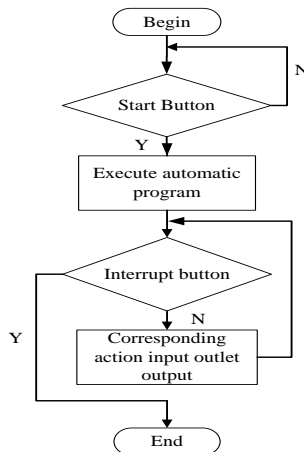 Begin
N
Start Button
Y
Execute automatic
program
Interrupt button
N
Y
Corresponding
action input outlet
output
End